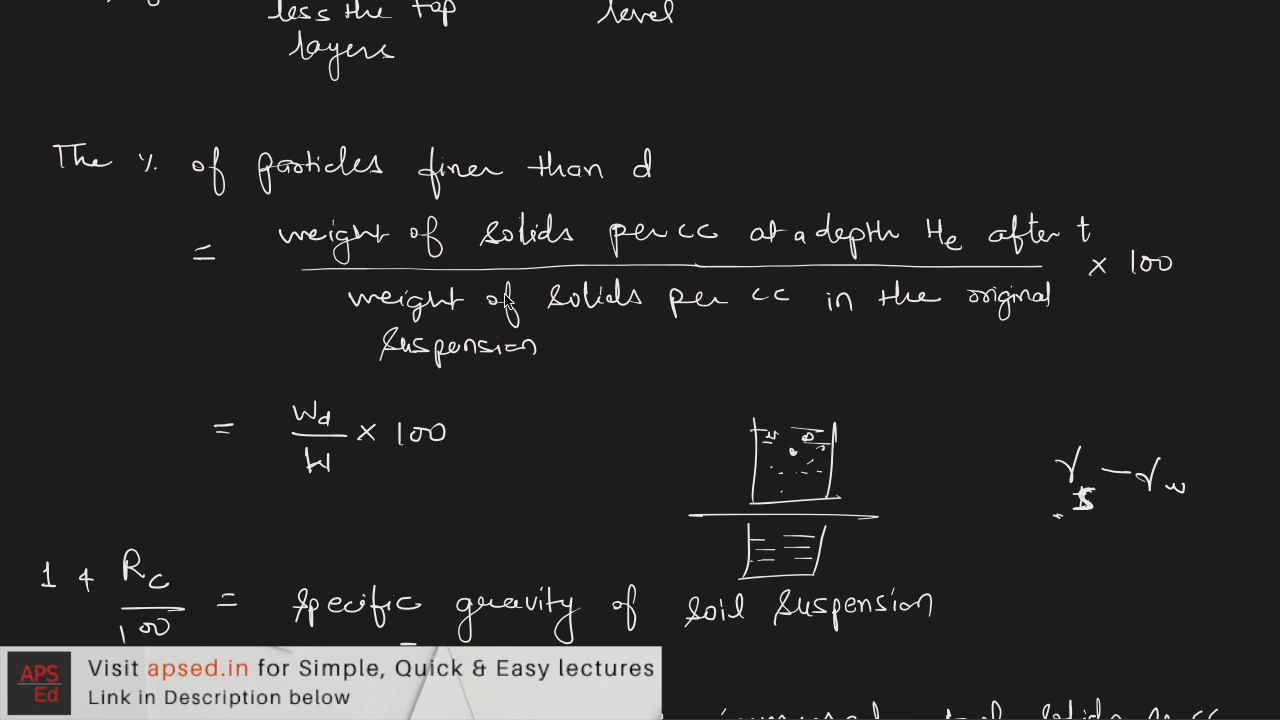 less the top level
layers
The % of particles finer than d
= weight of solids per cc at a depth He after t × 100
weight of solids per cc in the original
suspension
= Wd/W × 100
γs - γw
1 + Rc/100 = specific gravity of soil suspension
APS Ed
Visit apsed.in for Simple, Quick & Easy lectures
Link in Description below
solids